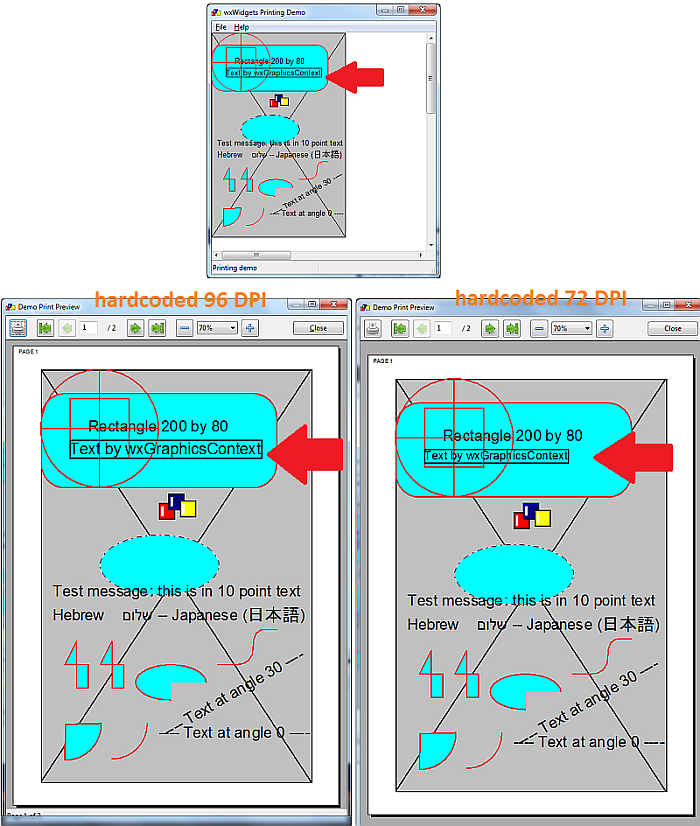 wxWidgets Printing Demo
File Help
Rectangle 200 by 80
Text by wxGraphicsContext
Test message: this is in 10 point text
Hebrew שלום – Japanese (日本語)
---- Text at angle 30 ----
---- Text at angle 0 ----
Printing demo
hardcoded 96 DPI
Demo Print Preview
1 / 2 70% Close
PAGE 1
Rectangle 200 by 80
Text by wxGraphicsContext
Test message: this is in 10 point text
Hebrew שלום – Japanese (日本語)
---- Text at angle 30 ----
---- Text at angle 0 ----
Page 1 of 2
hardcoded 72 DPI
Demo Print Preview
1 / 2 70% Close
PAGE 1
Rectangle 200 by 80
Text by wxGraphicsContext
Test message: this is in 10 point text
Hebrew שלום – Japanese (日本語)
---- Text at angle 30 ----
---- Text at angle 0 ----